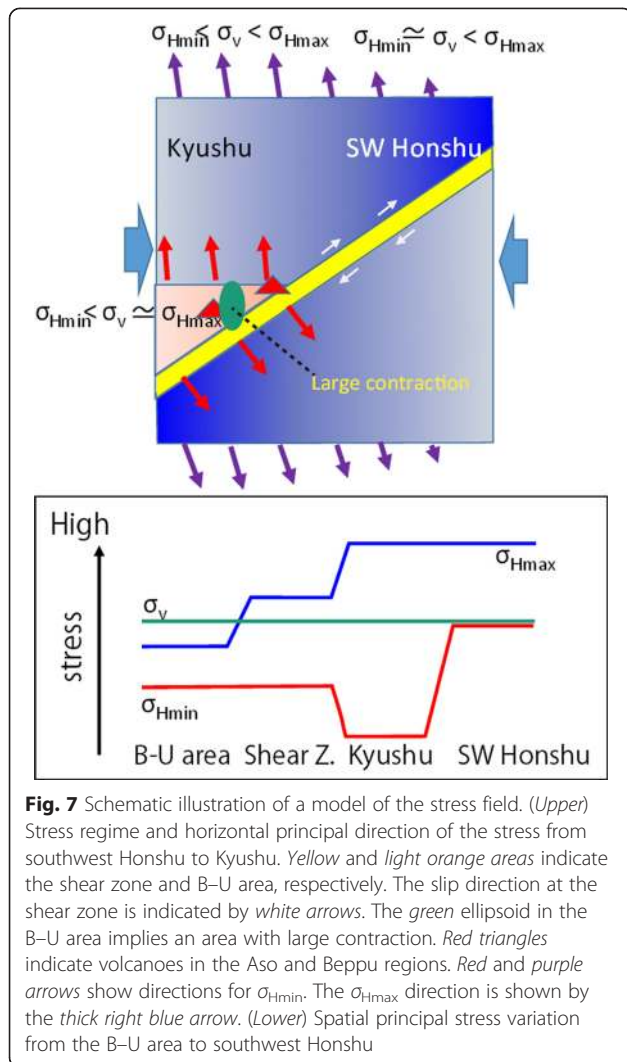 σHmin ≤ σv < σHmax
σHmin ≃ σv < σHmax
Kyushu
SW Honshu
σHmin < σv ≃ σHmax
Large contraction
High
stress
σHmax
σv
σHmin
B-U area
Shear Z.
Kyushu
SW Honshu
Fig. 7 Schematic illustration of a model of the stress field. (Upper)
Stress regime and horizontal principal direction of the stress from
southwest Honshu to Kyushu. Yellow and light orange areas indicate
the shear zone and B–U area, respectively. The slip direction at the
shear zone is indicated by white arrows. The green ellipsoid in the
B–U area implies an area with large contraction. Red triangles
indicate volcanoes in the Aso and Beppu regions. Red and purple
arrows show directions for σHmin. The σHmax direction is shown by
the thick right blue arrow. (Lower) Spatial principal stress variation
from the B–U area to southwest Honshu